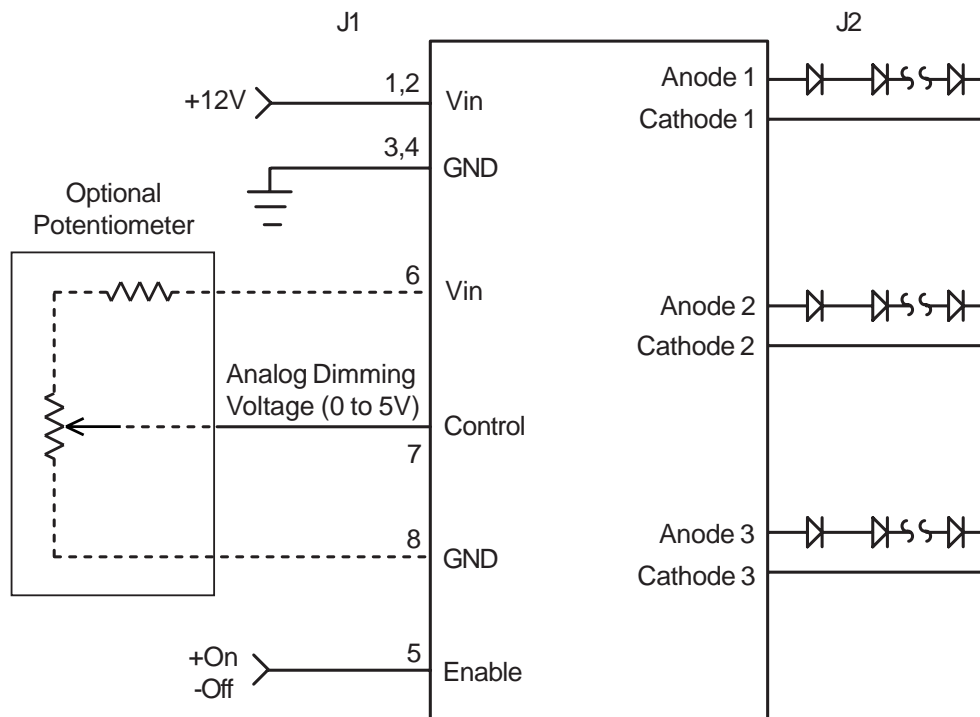 J1
J2
+12V
1,2
Vin
3,4
GND
Optional
Potentiometer
6
Vin
Analog Dimming
Voltage (0 to 5V)
Control
7
8
GND
+On
-Off
5
Enable
Anode 1
Cathode 1
Anode 2
Cathode 2
Anode 3
Cathode 3